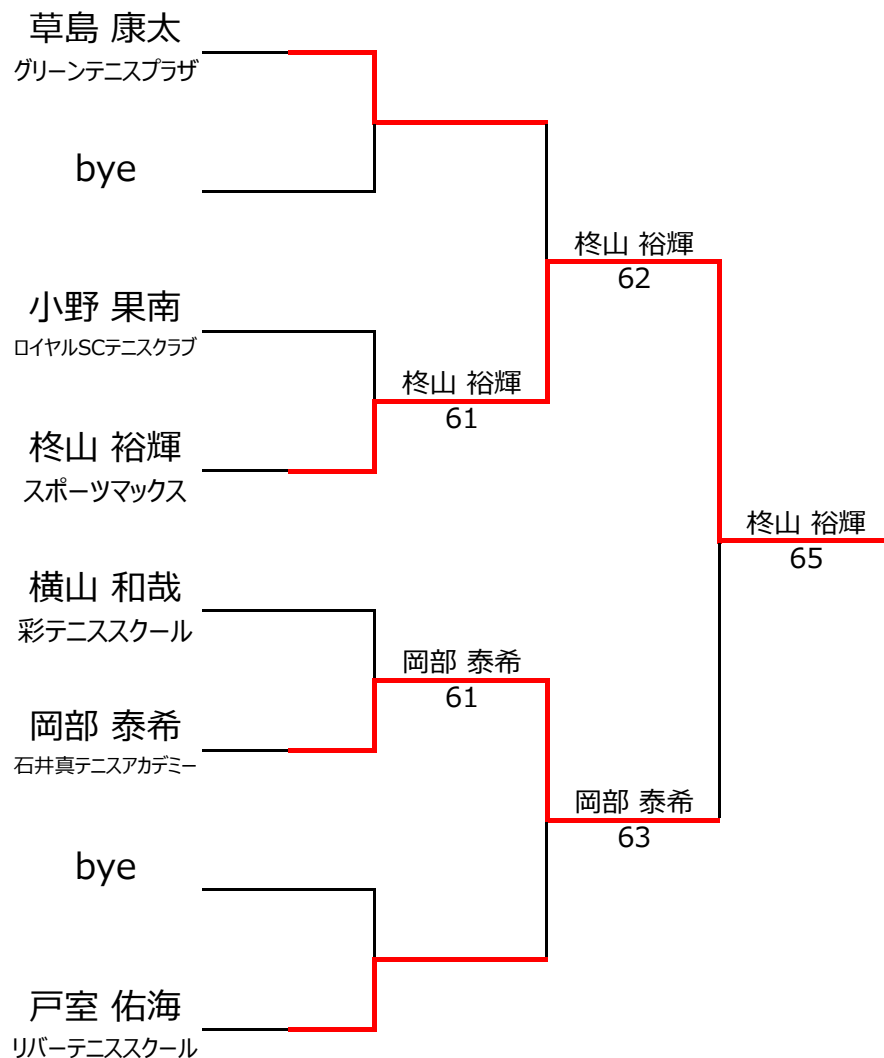 草島 康太
グリーンテニスプラザ
bye
小野 果南
ロイヤルSCテニスクラブ
柊山 裕輝
スポーツマックス
横山 和哉
彩テニススクール
岡部 泰希
石井真テニスアカデミー
bye
戸室 佑海
リバーテニススクール
柊山 裕輝
61
岡部 泰希
61
柊山 裕輝
62
岡部 泰希
63
柊山 裕輝
65